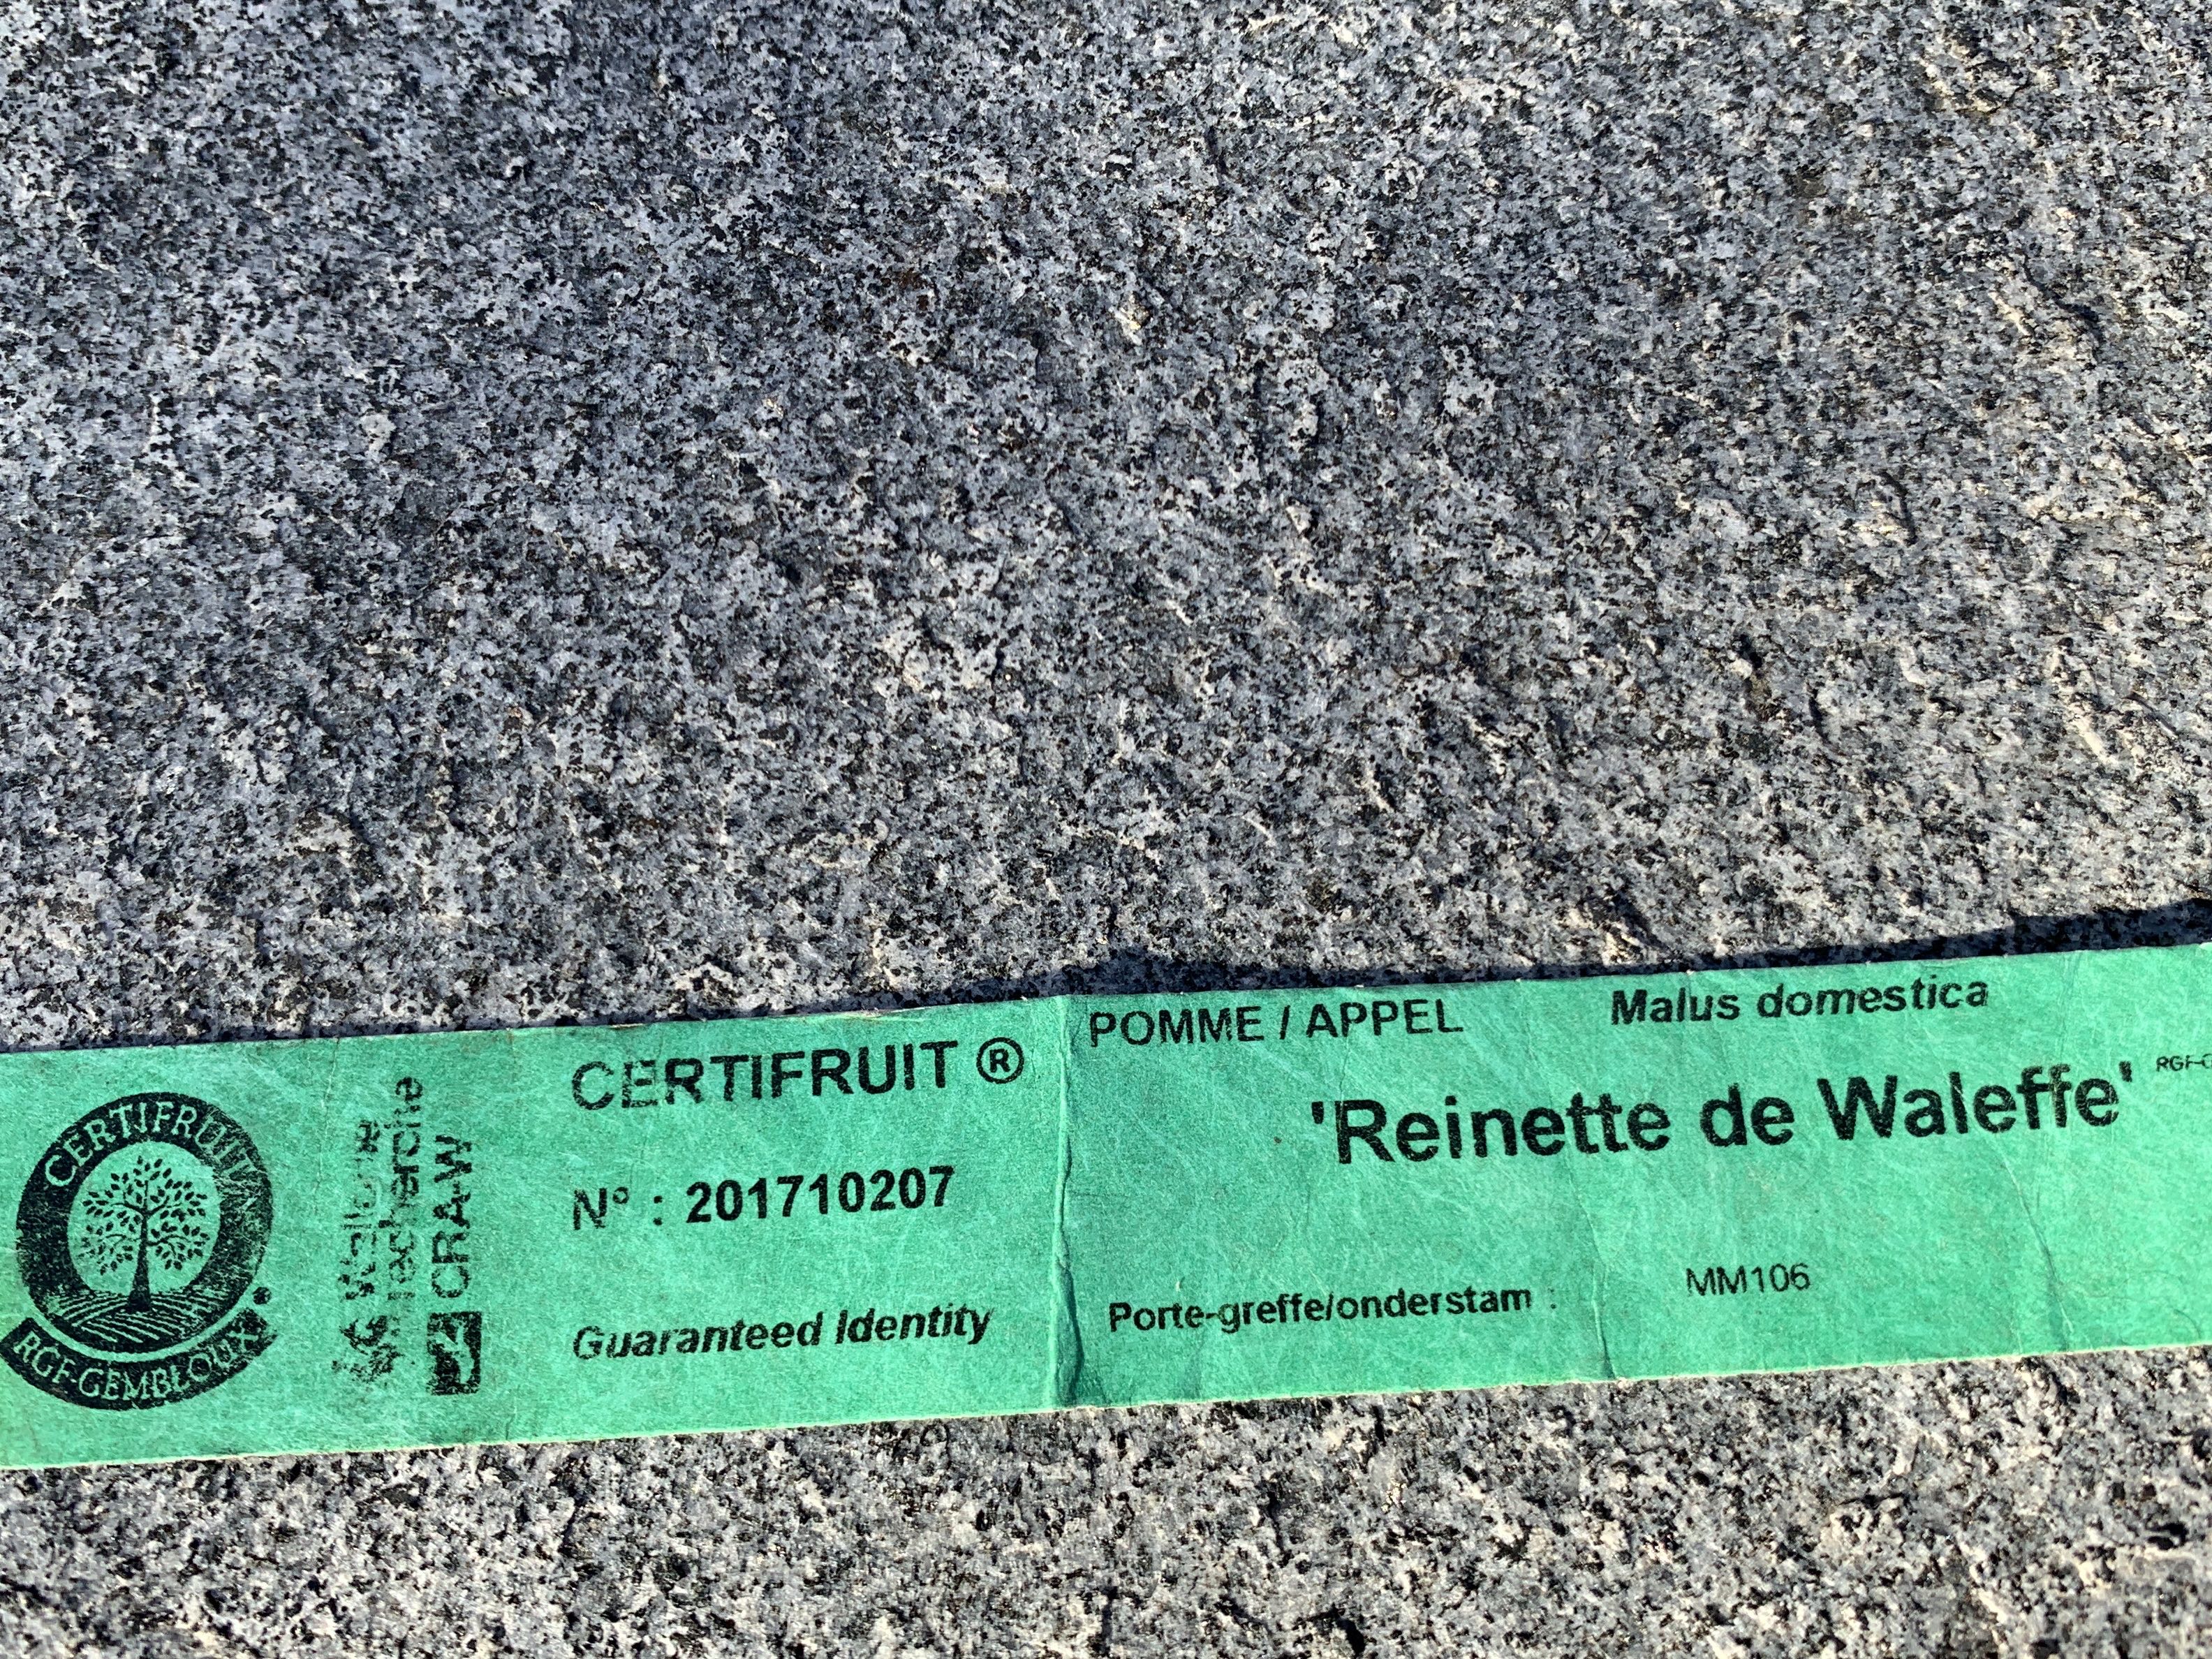 CERTIFRUIT
RGF-GEMBLOUX
CRA-W
CERTIFRUIT ®
N° : 201710207
Guaranteed Identity
POMME / APPEL
Malus domestica
'Reinette de Waleffe'
Porte-greffe/onderstam :
MM106